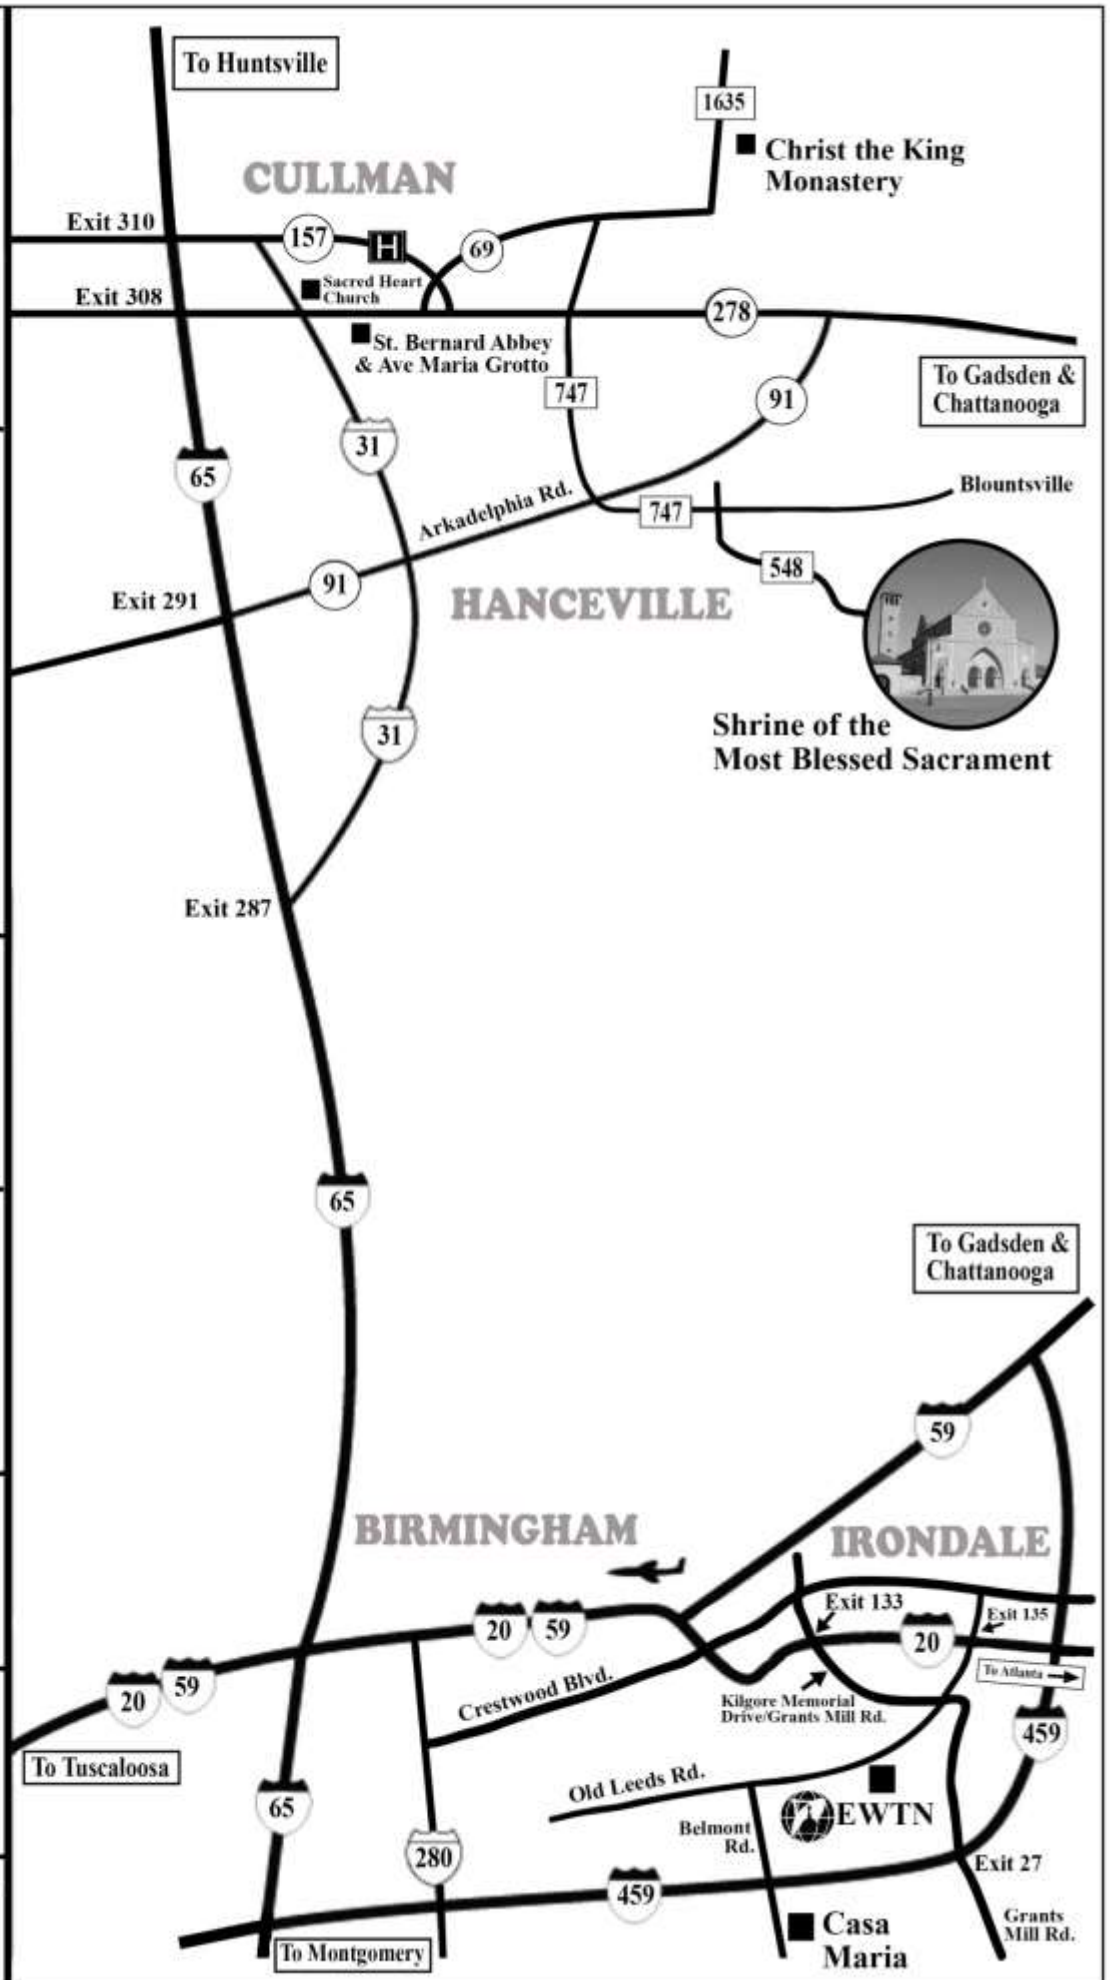 To Huntsville
1635
Christ the King
Monastery
CULLMAN
Exit 310
157
H
69
Sacred Heart
Church
Exit 308
278
St. Bernard Abbey
& Ave Maria Grotto
To Gadsden &
Chattanooga
747
91
31
65
Arkadelphia Rd.
Blountsville
747
548
91
Exit 291
HANCEVILLE
31
Shrine of the
Most Blessed Sacrament
Exit 287
65
To Gadsden &
Chattanooga
59
BIRMINGHAM
IRONDALE
Exit 133
Exit 135
20
59
20
To Atlanta
20
59
Crestwood Blvd.
Kilgore Memorial
Drive/Grants Mill Rd.
459
To Tuscaloosa
Old Leeds Rd.
65
EWTN
Belmont
Rd.
280
Exit 27
459
Casa
Maria
Grants
Mill Rd.
To Montgomery